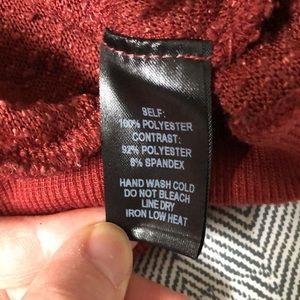 SELF:
100% POLYESTER
CONTRAST:
92% POLYESTER
8% SPANDEX
HAND WASH COLD
DO NOT BLEACH
LINE DRY
IRON LOW HEAT